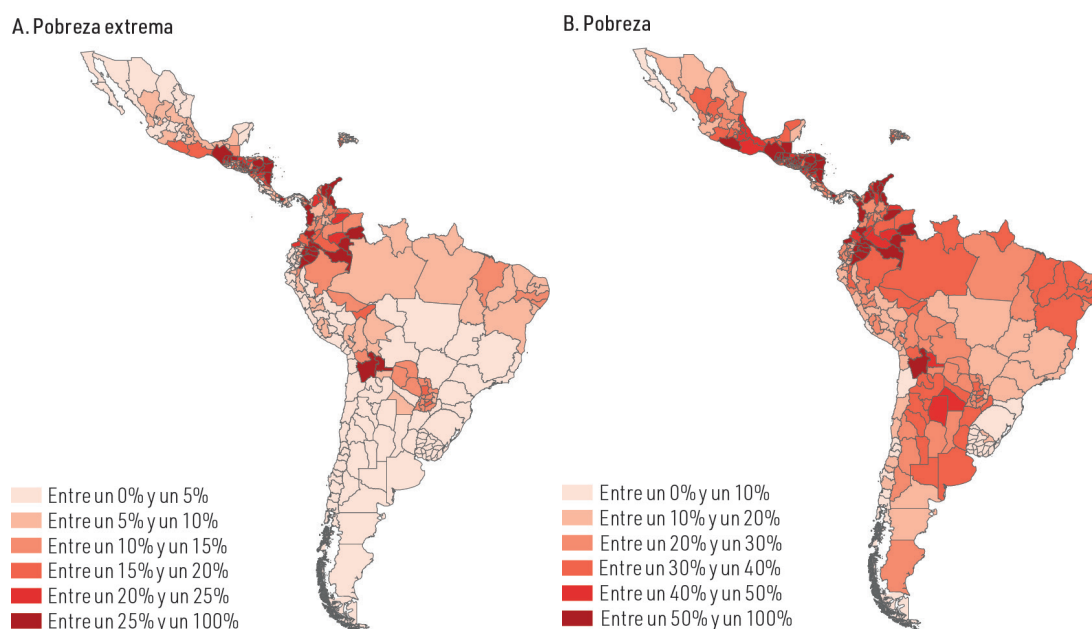 A. Pobreza extrema
Entre un 0% y un 5%
Entre un 5% y un 10%
Entre un 10% y un 15%
Entre un 15% y un 20%
Entre un 20% y un 25%
Entre un 25% y un 100%
B. Pobreza
Entre un 0% y un 10%
Entre un 10% y un 20%
Entre un 20% y un 30%
Entre un 30% y un 40%
Entre un 40% y un 50%
Entre un 50% y un 100%